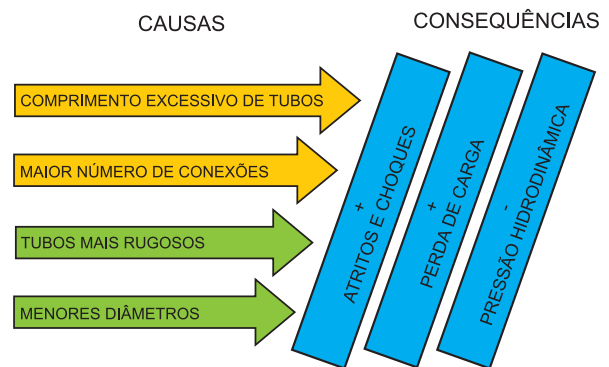 CAUSAS
CONSEQUÊNCIAS
COMPRIMENTO EXCESSIVO DE TUBOS
MAIOR NÚMERO DE CONEXÕES
TUBOS MAIS RUGOSOS
MENORES DIÂMETROS
+
ATRITOS E CHOQUES
+
PERDA DE CARGA
-
PRESSÃO HIDRODINÂMICA